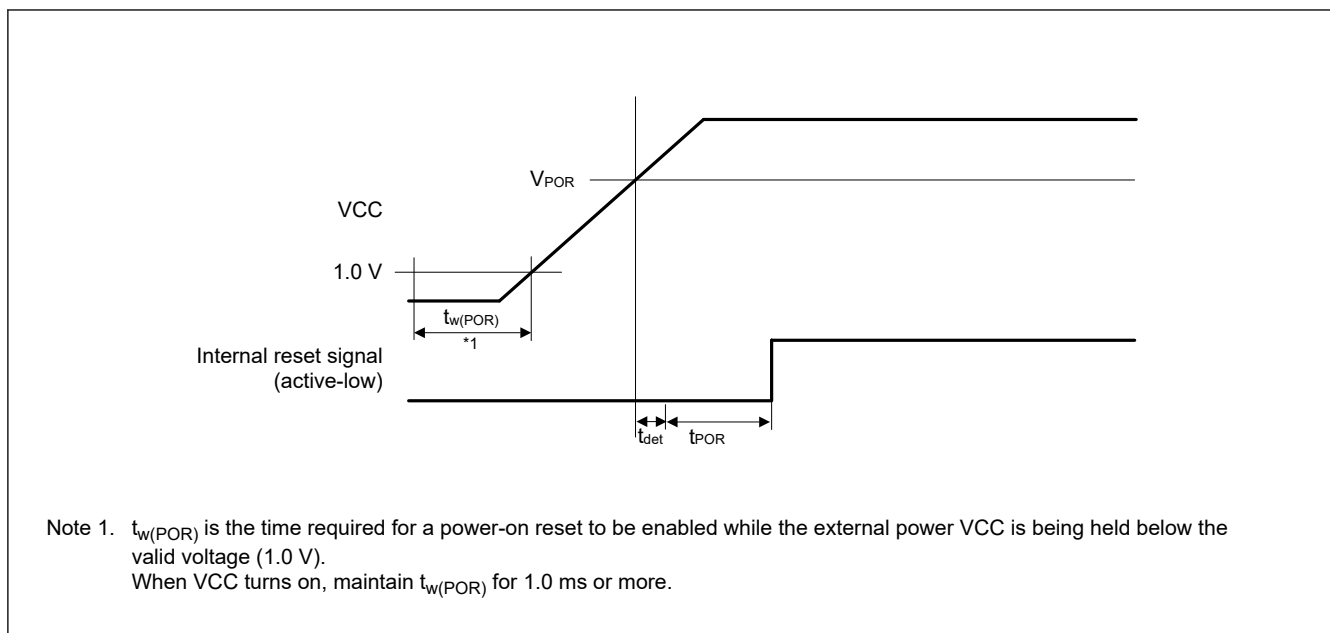 VPOR
VCC
1.0 V
tw(POR)
*1
Internal reset signal
(active-low)
tdet
tPOR
Note 1. tw(POR) is the time required for a power-on reset to be enabled while the external power VCC is being held below the
valid voltage (1.0 V).
When VCC turns on, maintain tw(POR) for 1.0 ms or more.